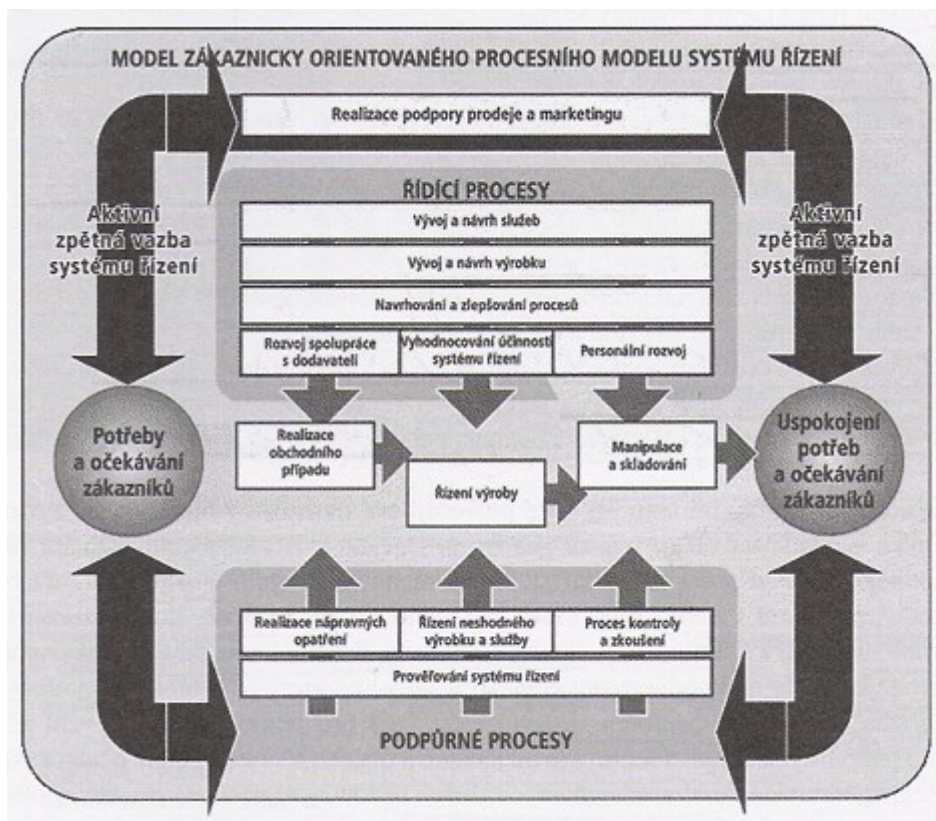 MODEL ZÁKAZNICKY ORIENTOVANÉHO PROCESNÍHO MODELU SYSTÉMU ŘÍZENÍ
Realizace podpory prodeje a marketingu
ŘÍDÍCÍ PROCESY
Aktivní
zpětná vazba
systému řízení
Vývoj a návrh služeb
Vývoj a návrh výrobku
Navrhování a zlepšování procesů
Rozvoj spolupráce
s dodavateli
Vyhodnocování účinnosti
systému řízení
Personální rozvoj
Aktivní
zpětná vazba
systému řízení
Potřeby
a očekávání
zákazníků
Realizace
obchodního
případu
Řízení výroby
Manipulace
a skladování
Uspokojení
potřeb
a očekávání
zákazníků
Realizace nápravných
opatření
Řízení neshodného
výrobku a služby
Proces kontroly
a zkoušení
Prověřování systému řízení
PODPŮRNÉ PROCESY